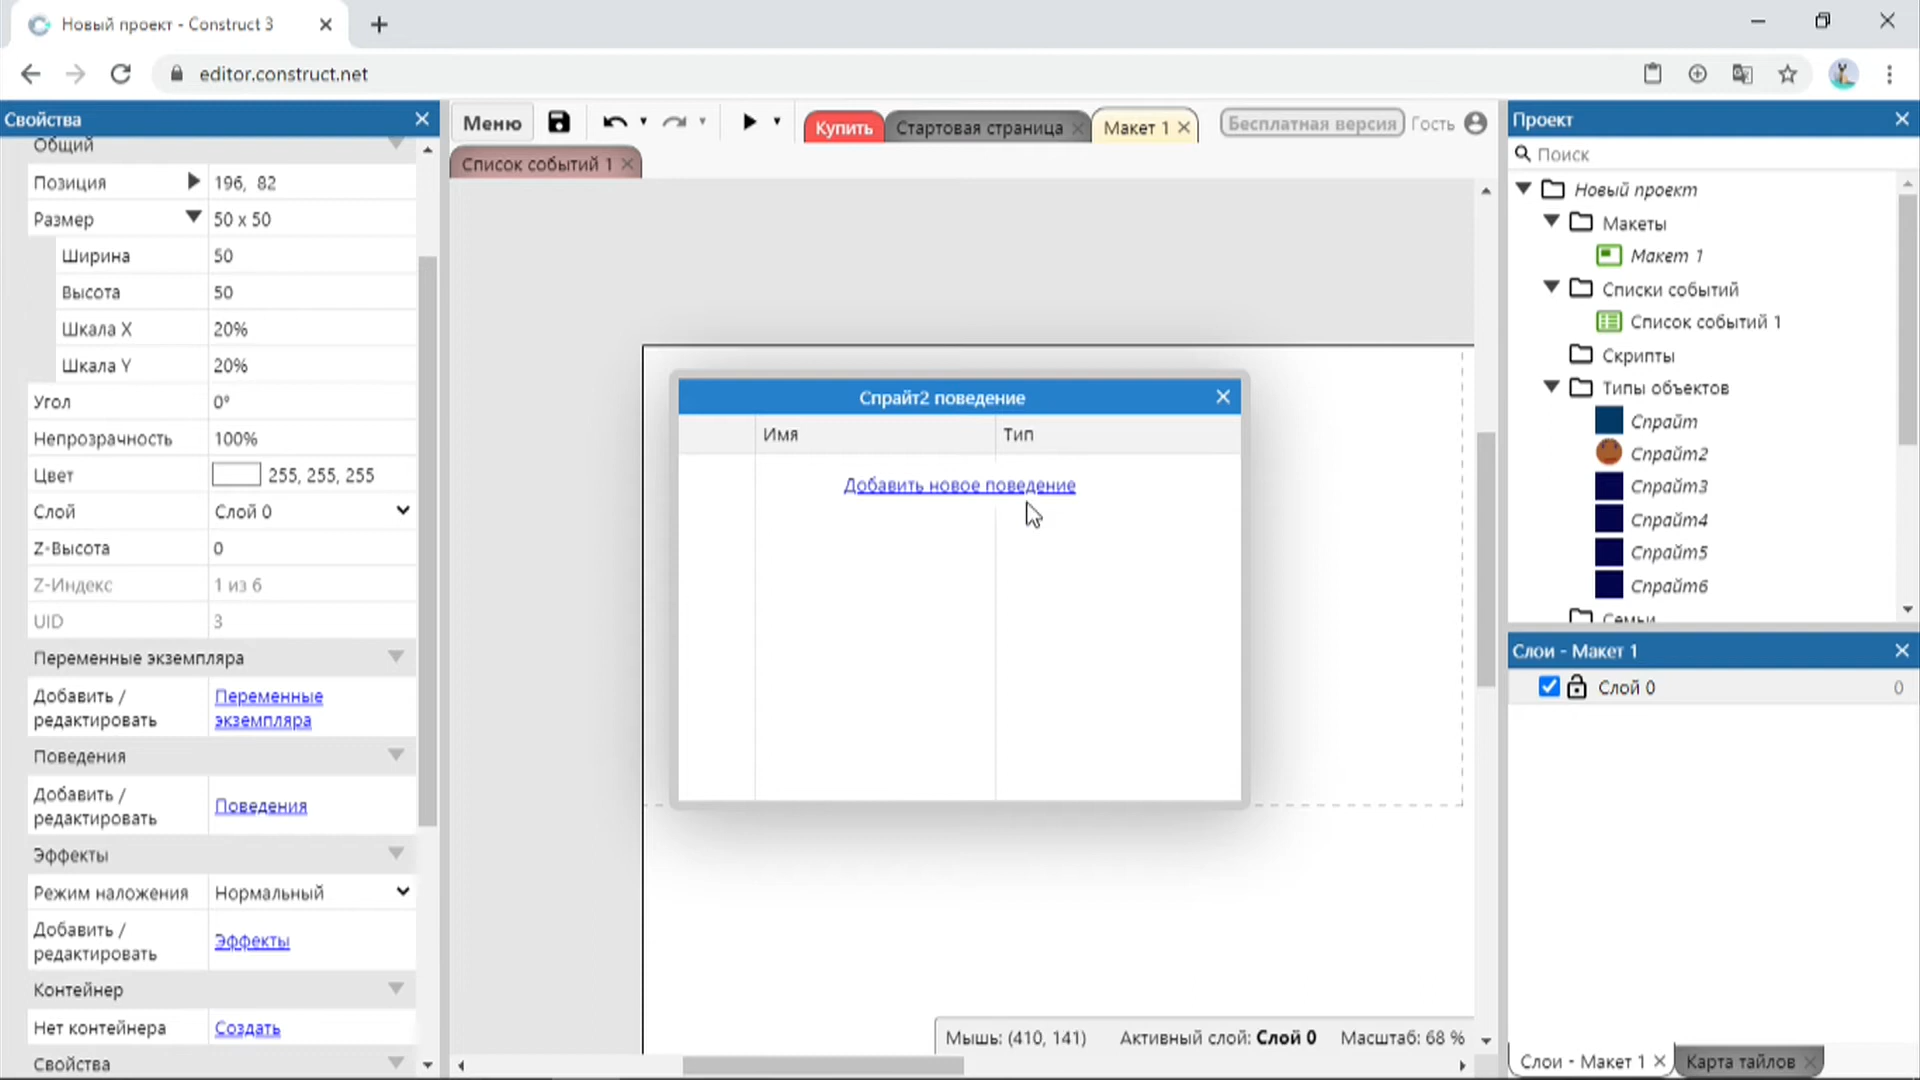 Новый проект - Construct 3
editor.construct.net
Свойства
Общий
Позиция 196, 82
Размер 50 x 50
Ширина 50
Высота 50
Шкала X 20%
Шкала Y 20%
Угол 0°
Непрозрачность 100%
Цвет 255, 255, 255
Слой Слой 0
Z-Высота 0
Z-Индекс 1 из 6
UID 3
Переменные экземпляра
Добавить / редактировать Переменные экземпляра
Поведения
Добавить / редактировать Поведения
Эффекты
Режим наложения Нормальный
Добавить / редактировать Эффекты
Контейнер
Нет контейнера Создать
Свойства
Меню Купить Стартовая страница Макет 1 Бесплатная версия Гость
Список событий 1
Спрайт2 поведение
Имя Тип
Добавить новое поведение
Мышь: (410, 141) Активный слой: Слой 0 Масштаб: 68 %
Проект
Поиск
Новый проект
Макеты
Макет 1
Списки событий
Список событий 1
Скрипты
Типы объектов
Спрайт
Спрайт2
Спрайт3
Спрайт4
Спрайт5
Спрайт6
Семьи
Слои - Макет 1
Слой 0 0
Слои - Макет 1 Карта тайлов